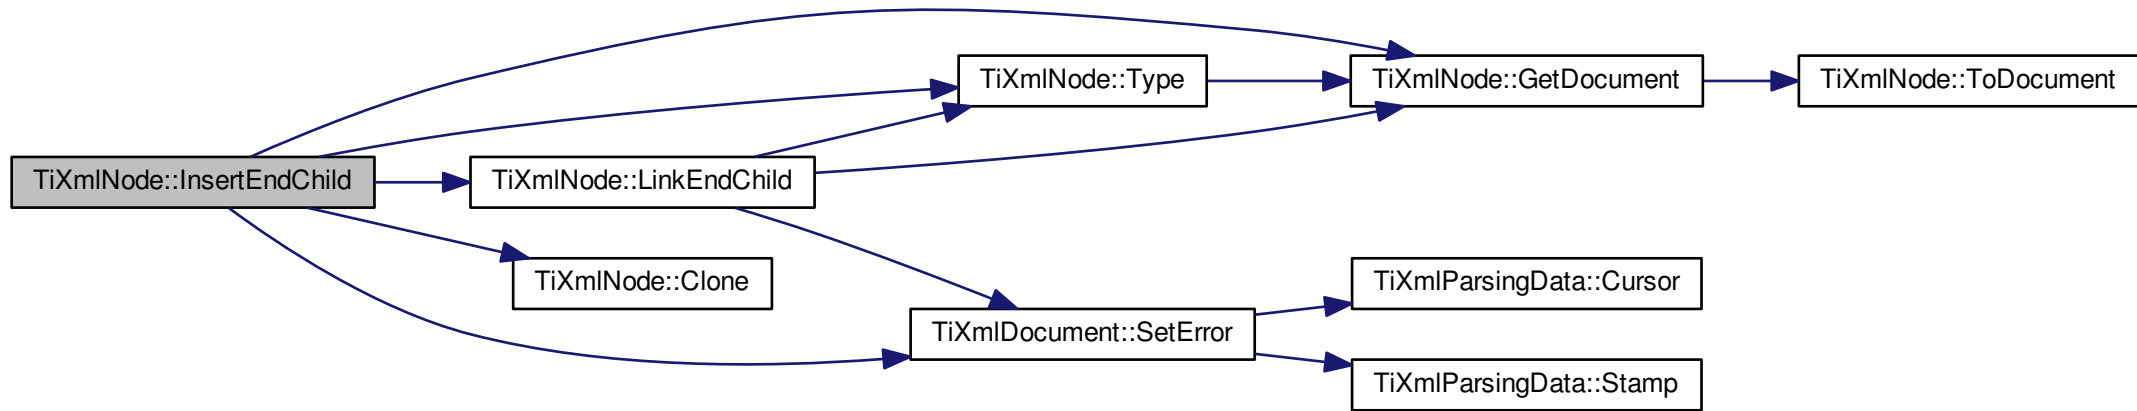 TiXmlNode::InsertEndChild
TiXmlNode::LinkEndChild
TiXmlNode::Clone
TiXmlNode::Type
TiXmlDocument::SetError
TiXmlNode::GetDocument
TiXmlParsingData::Cursor
TiXmlParsingData::Stamp
TiXmlNode::ToDocument